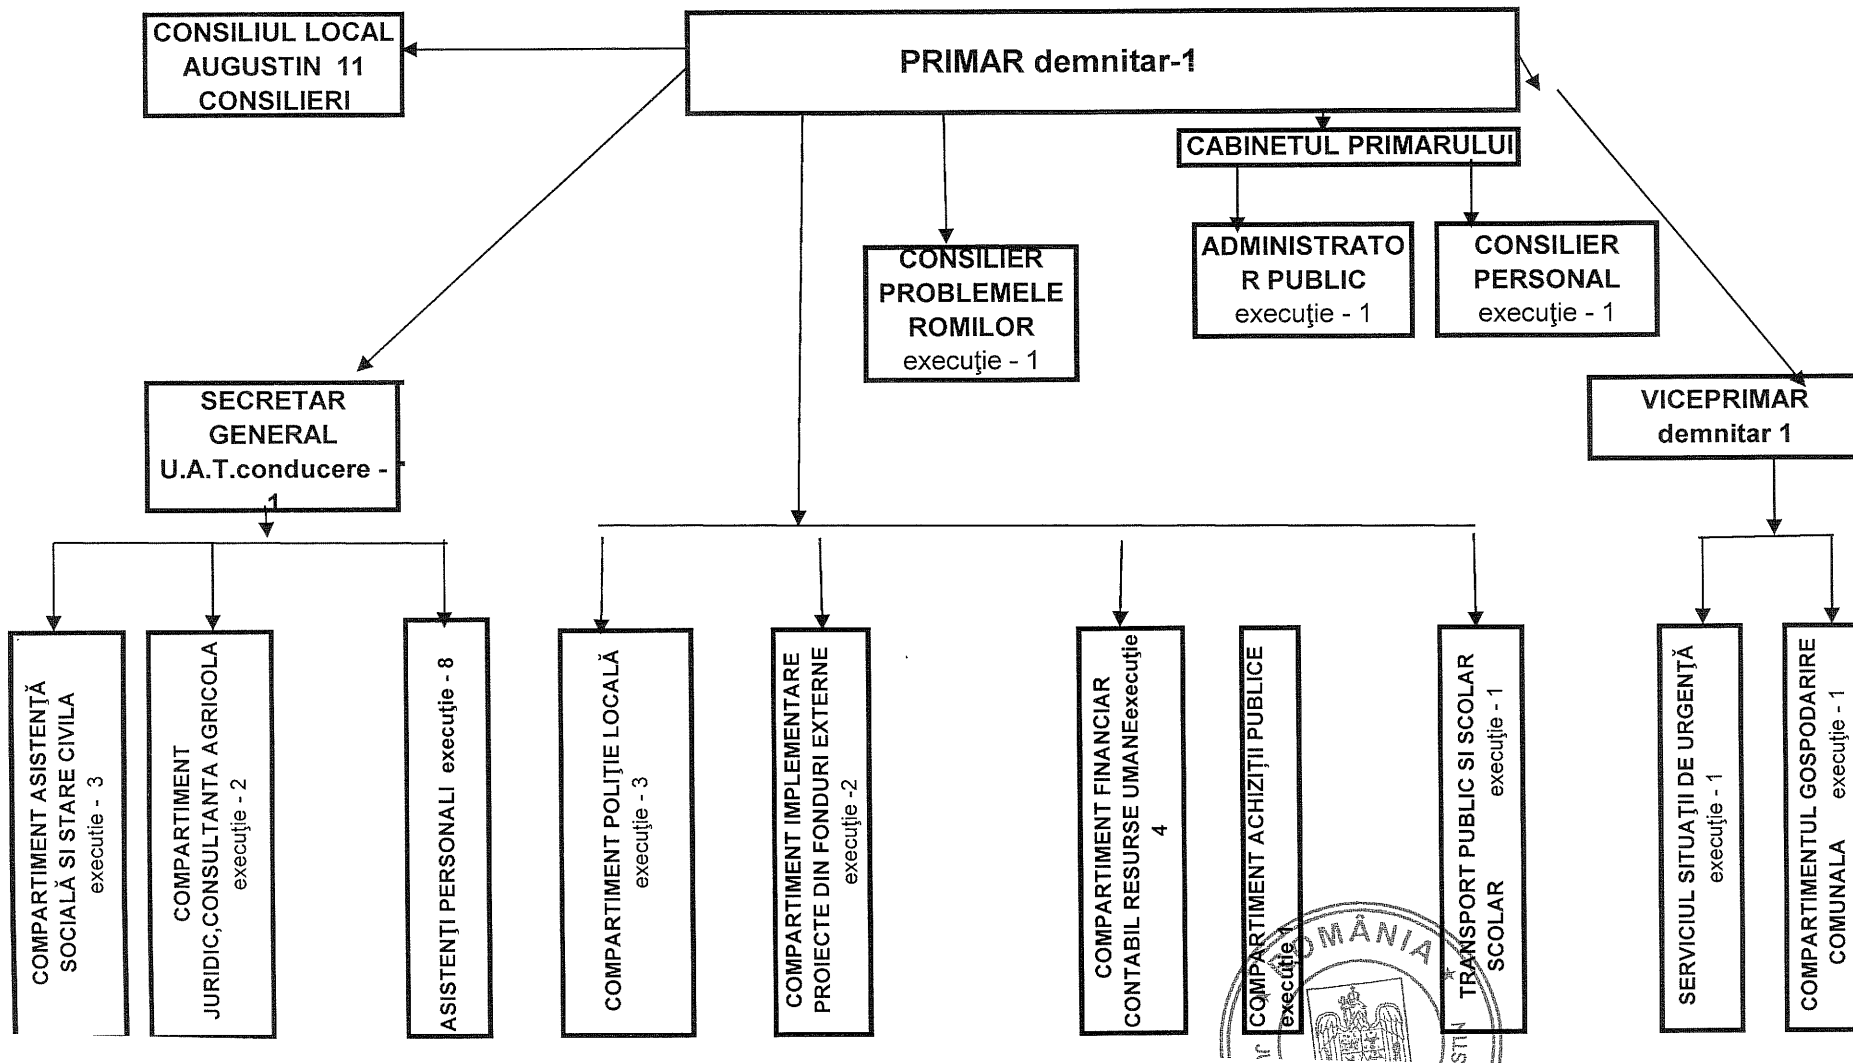 CONSILIUL LOCAL
AUGUSTIN 11
CONSILIERI
PRIMAR demnitar-1
CABINETUL PRIMARULUI
CONSILIER
PROBLEMELE
ROMILOR
execuţie - 1
ADMINISTRATO
R PUBLIC
execuţie - 1
CONSILIER
PERSONAL
execuţie - 1
SECRETAR
GENERAL
U.A.T.conducere -
1
VICEPRIMAR
demnitar 1
COMPARTIMENT ASISTENŢĂ
SOCIALĂ SI STARE CIVILA
executie - 3
COMPARTIMENT
JURIDIC,CONSULTANTA AGRICOLA
execuţie - 2
ASISTENŢI PERSONALI execuţie - 8
COMPARTIMENT POLIŢIE LOCALĂ
execuţie - 3
COMPARTIMENT IMPLEMENTARE
PROIECTE DIN FONDURI EXTERNE
execuţie -2
COMPARTIMENT FINANCIAR
CONTABIL RESURSE UMANEexecuţie
4
COMPARTIMENT ACHIZIŢII PUBLICE
execuţie 1
TRANSPORT PUBLIC SI SCOLAR
SCOLAR execuţie - 1
SERVICIUL SITUAŢII DE URGENŢĂ
execuţie - 1
COMPARTIMENTUL GOSPODARIRE
COMUNALA execuţie - 1
ROMÂNIA